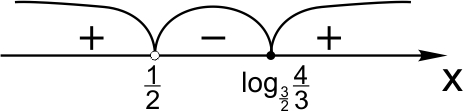 + − +
1/2 log_{3/2} 4/3 x